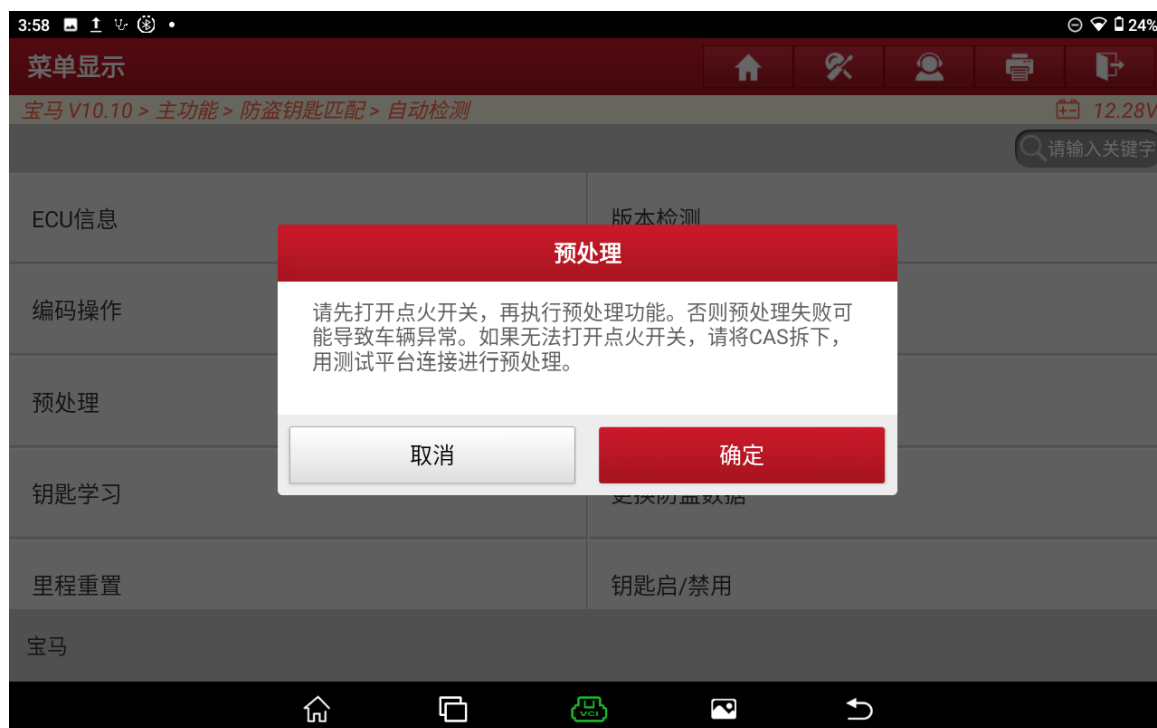 3:58
24%
菜单显示
宝马 V10.10 > 主功能 > 防盗钥匙匹配 > 自动检测
12.28V
请输入关键字
ECU信息
版本检测
预处理
编码操作
请先打开点火开关，再执行预处理功能。否则预处理失败可
能导致车辆异常。如果无法打开点火开关，请将CAS拆下，
用测试平台连接进行预处理。
预处理
取消
确定
钥匙学习
更换防盗数据
里程重置
钥匙启/禁用
宝马
VCI